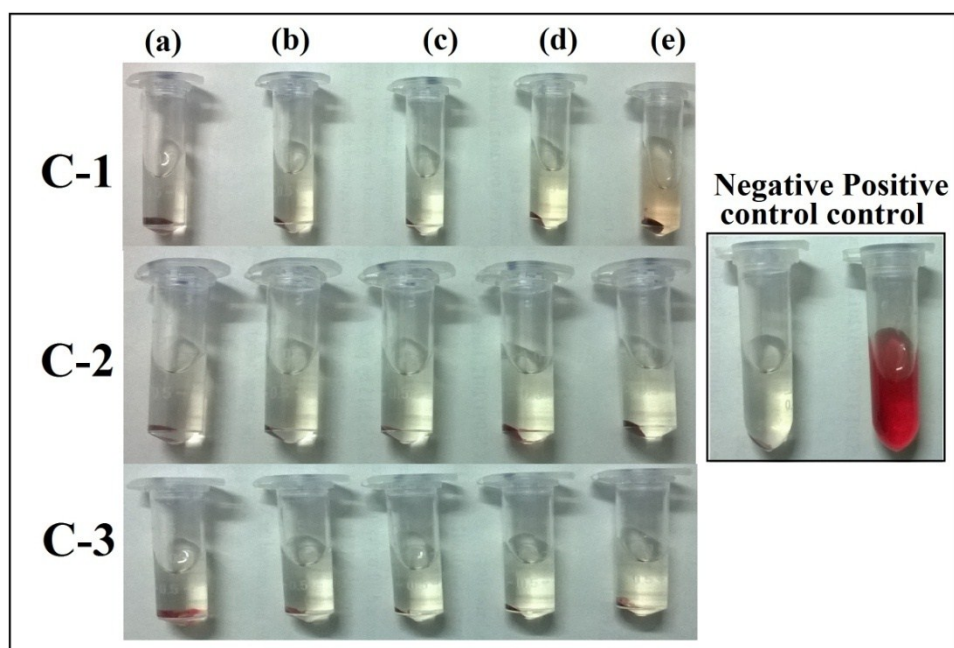 (a) (b) (c) (d) (e)
C-1
Negative Positive
control control
C-2
C-3